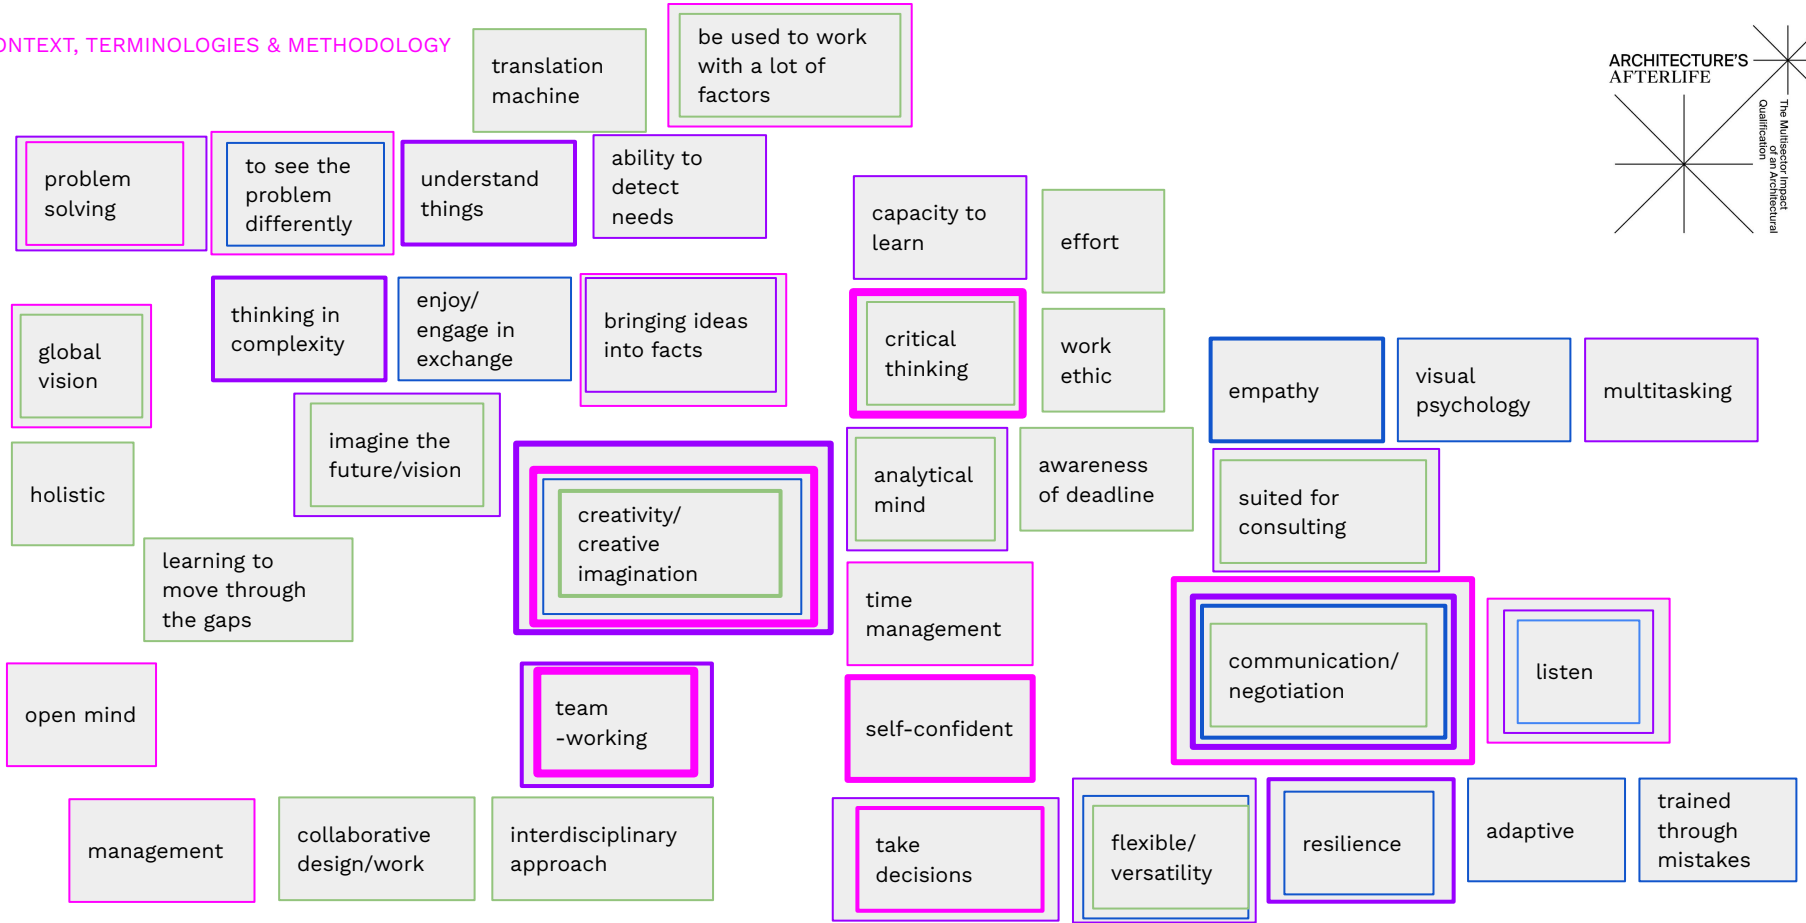 ONTEXT, TERMINOLOGIES & METHODOLOGY
translation
machine
be used to work
with a lot of
factors
ARCHITECTURE'S
AFTERLIFE
The Multisector Impact
of an Architectural
Qualification
problem
solving
to see the
problem
differently
understand
things
ability to
detect
needs
capacity to
learn
effort
global
vision
thinking in
complexity
enjoy/
engage in
exchange
bringing ideas
into facts
critical
thinking
work
ethic
empathy
visual
psychology
multitasking
holistic
imagine the
future/vision
creativity/
creative
imagination
analytical
mind
awareness
of deadline
suited for
consulting
learning to
move through
the gaps
time
management
communication/
negotiation
listen
open mind
team
-working
self-confident
management
collaborative
design/work
interdisciplinary
approach
take
decisions
flexible/
versatility
resilience
adaptive
trained
through
mistakes